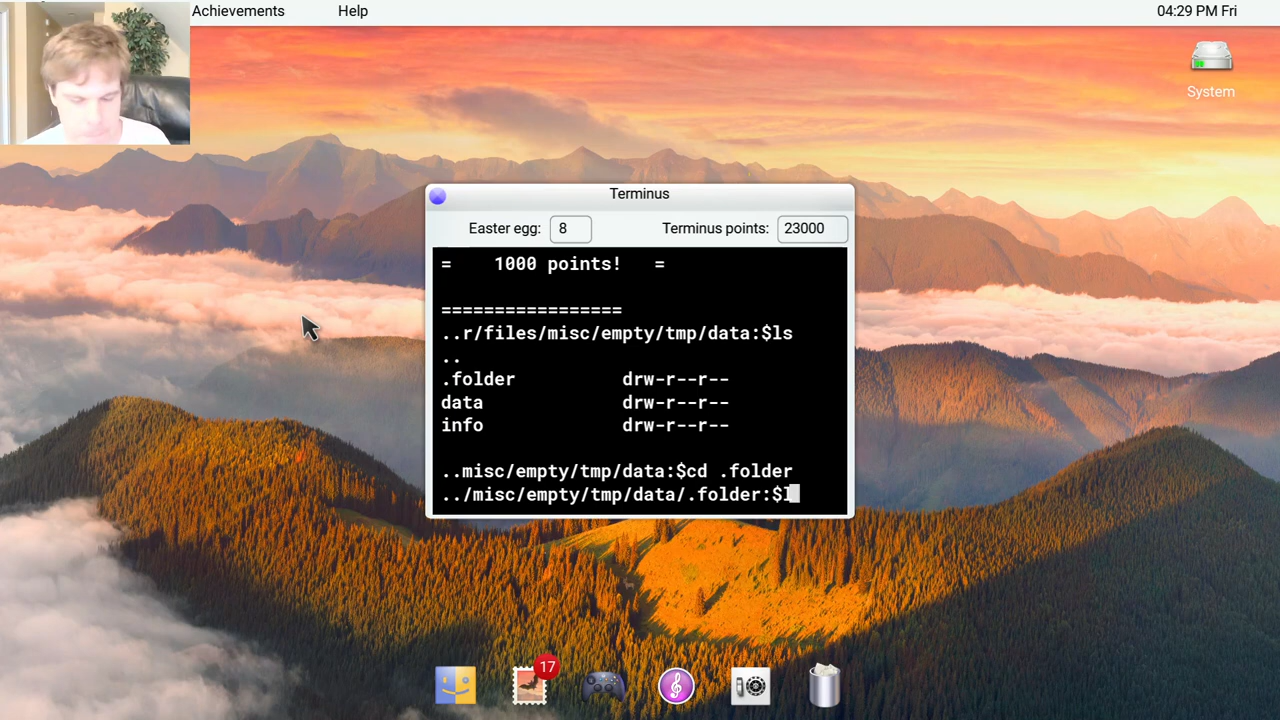 Achievements Help 04:29 PM Fri
System
Terminus
Easter egg: 8 Terminus points: 23000
= 1000 points! =
=================
..r/files/misc/empty/tmp/data:$ls
..
.folder drw-r--r--
data drw-r--r--
info drw-r--r--
..misc/empty/tmp/data:$cd .folder
../misc/empty/tmp/data/.folder:$l
17